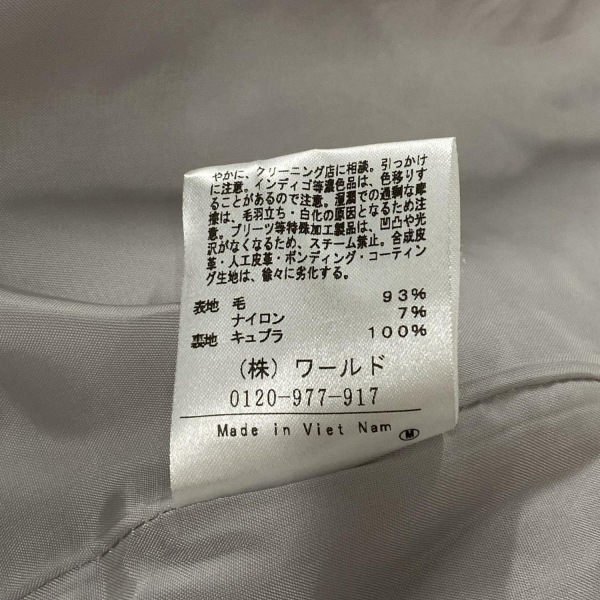 やかに、クリーニング店に相談。引っかけ
に注意。インディゴ等濃色品は、色移りす
ることがあるので注意。湿潤での過剰な摩
擦は、毛羽立ち・白化の原因となるため注
意。プリーツ等特殊加工製品は、凹凸や光
沢がなくなるため、スチーム禁止。合成皮
革・人工皮革・ボンディング・コーティン
グ生地は、徐々に劣化する。
表地 毛 93%
ナイロン 7%
裏地 キュプラ 100%
(株) ワールド
0120-977-917
Made in Viet Nam M